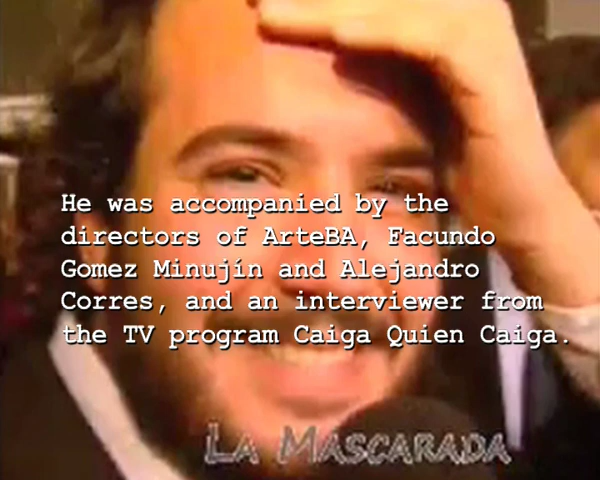 He was accompanied by the
directors of ArteBA, Facundo
Gomez Minujín and Alejandro
Corres, and an interviewer from
the TV program Caiga Quien Caiga.
LA MASCARADA